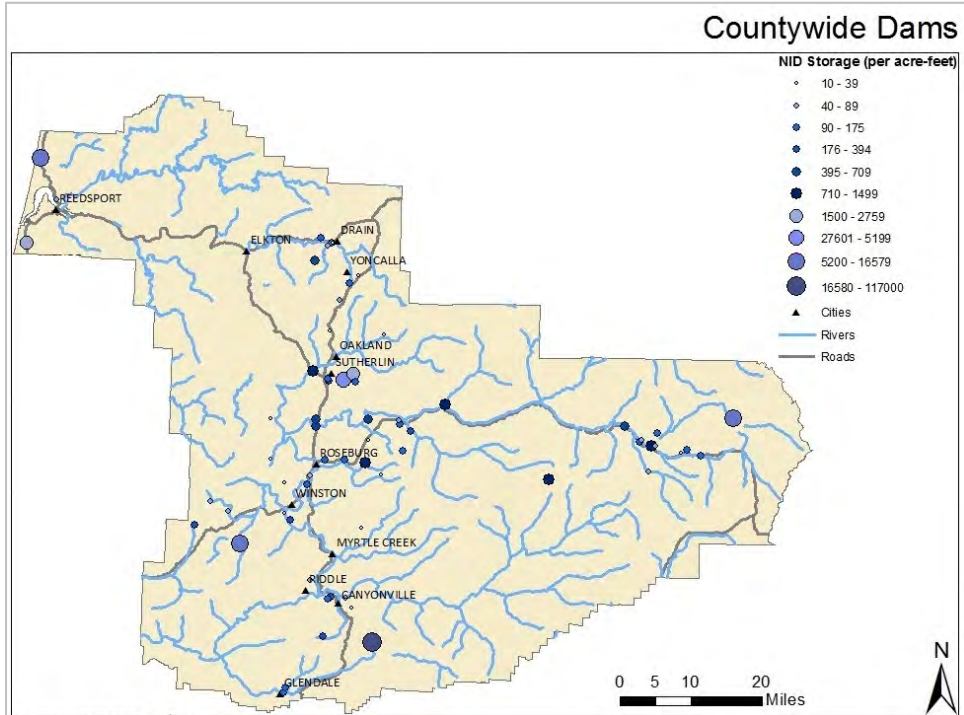 Countywide Dams
NID Storage (per acre-feet)
10 - 39
40 - 89
90 - 175
176 - 394
395 - 709
710 - 1499
1500 - 2759
27601 - 5199
5200 - 16579
16580 - 117000
Cities
Rivers
Roads
REEDSPORT
DRAIN
ELKTON
YONCALLA
OAKLAND
SUTHERLIN
ROSEBURG
WINSTON
MYRTLE CREEK
RIDDLE
CANYONVILLE
GLENDALE
N
0 5 10 20
Miles